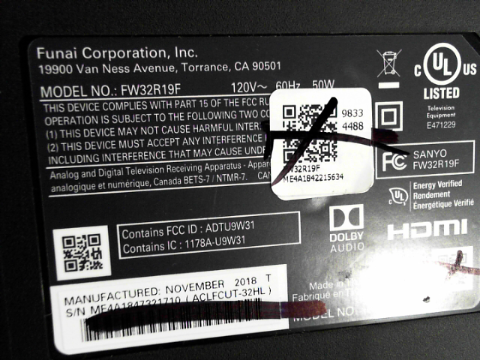 Funai Corporation, Inc.
19900 Van Ness Avenue, Torrance, CA 90501
MODEL NO.: FW32R19F 120V~ 60Hz 50W
THIS DEVICE COMPLIES WITH PART 15 OF THE FCC
OPERATION IS SUBJECT TO THE FOLLOWING TWO
(1) THIS DEVICE MAY NOT CAUSE HARMFUL
(2) THIS DEVICE MUST ACCEPT ANY
INCLUDING INTERFERENCE THAT MAY CAUSE
Analog and Digital Television Receiving Apparatus -
analogique et numérique, Canada BETS-7 / NTMR-7.
9833
4488
FW32R19F
ME4A1842215634
C UL US
LISTED
Television
Equipment
E471229
FC SANYO
FW32R19F
Energy Verified
Rendement
Énergétique Vérifié
Contains FCC ID : ADTU9W31
Contains IC : 1178A-U9W31
DOLBY
AUDIO
HDMI
MANUFACTURED: NOVEMBER 2018 T
S/N ME4A1847321710 (ACLFCUT-32HL)
Made in
Fabriqué en